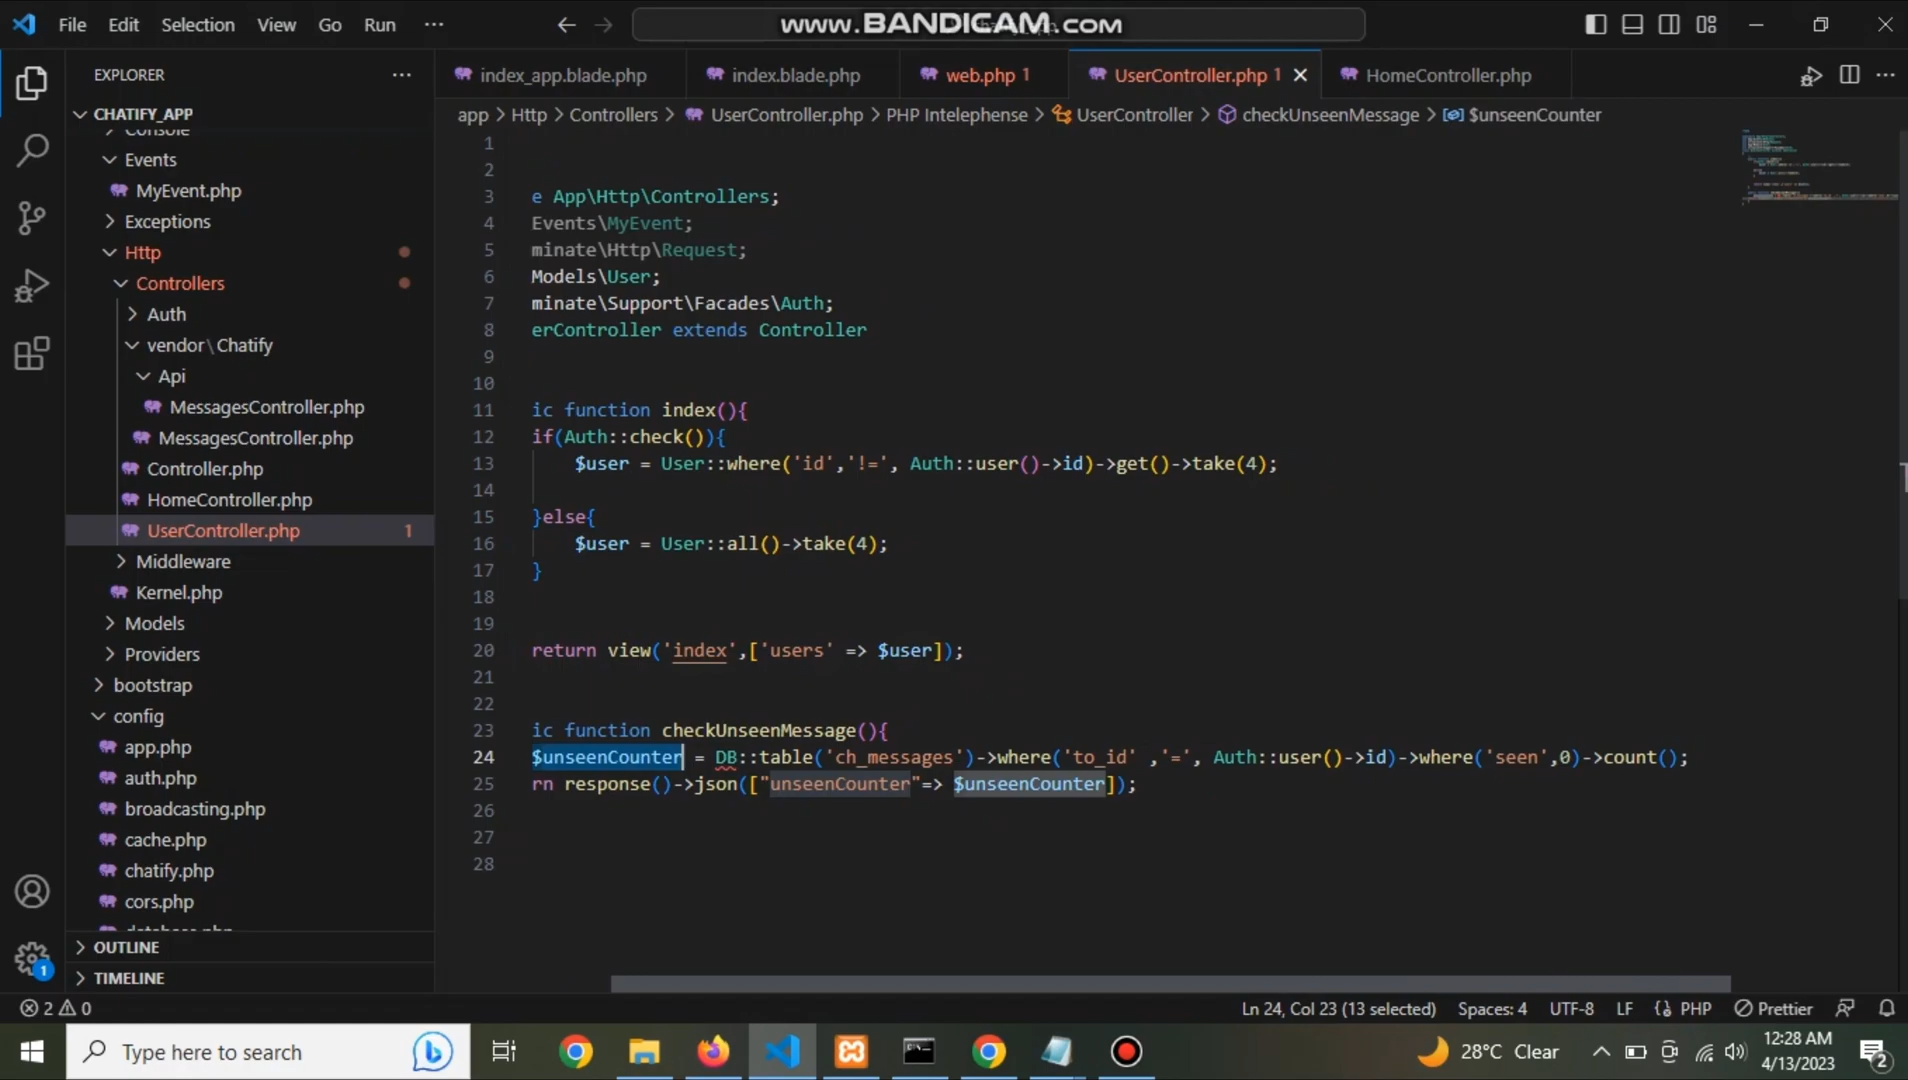 File Edit Selection View Go Run ···
www.BANDICAM.com
EXPLORER
CHATIFY_APP
Console
Events
MyEvent.php
Exceptions
Http
Controllers
Auth
vendor\Chatify
Api
MessagesController.php
MessagesController.php
Controller.php
HomeController.php
UserController.php 1
Middleware
Kernel.php
Models
Providers
bootstrap
config
app.php
auth.php
broadcasting.php
cache.php
chatify.php
cors.php
database.php
OUTLINE
TIMELINE
index_app.blade.php index.blade.php web.php 1 UserController.php 1 HomeController.php
app > Http > Controllers > UserController.php > PHP Intelephense > UserController > checkUnseenMessage > $unseenCounter
1
2
3 e App\Http\Controllers;
4 Events\MyEvent;
5 minate\Http\Request;
6 Models\User;
7 minate\Support\Facades\Auth;
8 erController extends Controller
9
10
11 ic function index(){
12 if(Auth::check()){
13 $user = User::where('id','!=', Auth::user()->id)->get()->take(4);
14
15 }else{
16 $user = User::all()->take(4);
17 }
18
19
20 return view('index',['users' => $user]);
21
22
23 ic function checkUnseenMessage(){
24 $unseenCounter = DB::table('ch_messages')->where('to_id' ,'=', Auth::user()->id)->where('seen',0)->count();
25 rn response()->json(["unseenCounter"=> $unseenCounter]);
26
27
28
2 0 Ln 24, Col 23 (13 selected) Spaces: 4 UTF-8 LF PHP Prettier
1
Type here to search
28°C Clear
12:28 AM
4/13/2023
2